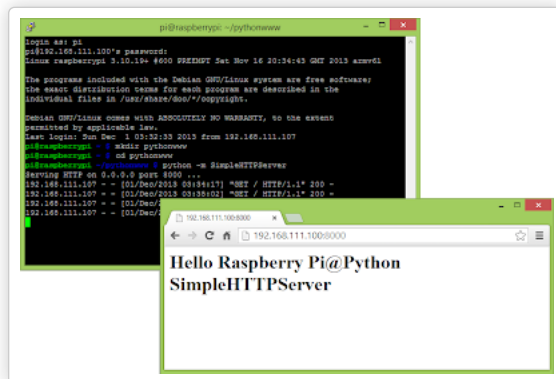 pi@raspberrypi: ~/pythonwww
login as: pi
pi@192.168.111.100's password:
Linux raspberrypi 3.10.19+ #600 PREEMPT Sat Nov 16 20:34:43 GMT 2013 armv6l
The programs included with the Debian GNU/Linux system are free software;
the exact distribution terms for each program are described in the
individual files in /usr/share/doc/*/copyright.
Debian GNU/Linux comes with ABSOLUTELY NO WARRANTY, to the extent
permitted by applicable law.
Last login: Sun Dec  1 03:32:33 2013 from 192.168.111.107
pi@raspberrypi ~ $ mkdir pythonwww
pi@raspberrypi ~ $ cd pythonwww
pi@raspberrypi ~/pythonwww $ python -m SimpleHTTPServer
Serving HTTP on 0.0.0.0 port 8000 ...
192.168.111.107 - - [01/Dec/2013 03:34:17] "GET / HTTP/1.1" 200 -
192.168.111.107 - - [01/Dec/2013 03:35:02] "GET / HTTP/1.1" 200 -
192.168.111.107 - - [01/Dec/2013
192.168.111.107 - - [01/Dec/2013
192.168.111.100:8000
192.168.111.100:8000
Hello Raspberry Pi@Python
SimpleHTTPServer